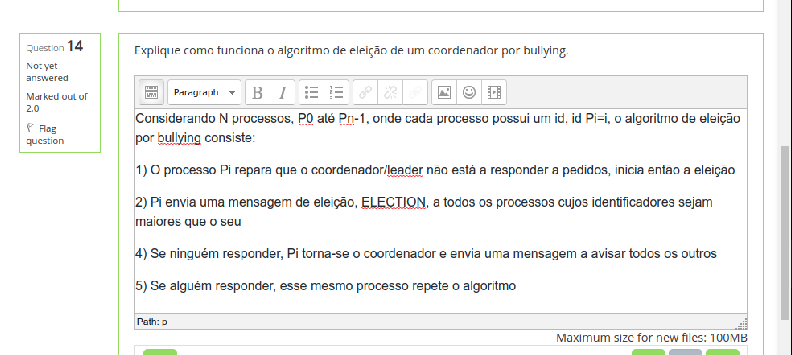 Question 14
Not yet
answered
Marked out of
2.0
Flag
question
Explique como funciona o algoritmo de eleição de um coordenador por bullying.
Paragraph
B
I
Considerando N processos, P0 até Pn-1, onde cada processo possui um id, id Pi=i, o algoritmo de eleição
por bullying consiste:
1) O processo Pi repara que o coordenador/leader não está a responder a pedidos, inicia entao a eleição
2) Pi envia uma mensagem de eleição, ELECTION, a todos os processos cujos identificadores sejam
maiores que o seu
4) Se ninguém responder, Pi torna-se o coordenador e envia uma mensagem a avisar todos os outros
5) Se alguém responder, esse mesmo processo repete o algoritmo
Path: p
Maximum size for new files: 100MB